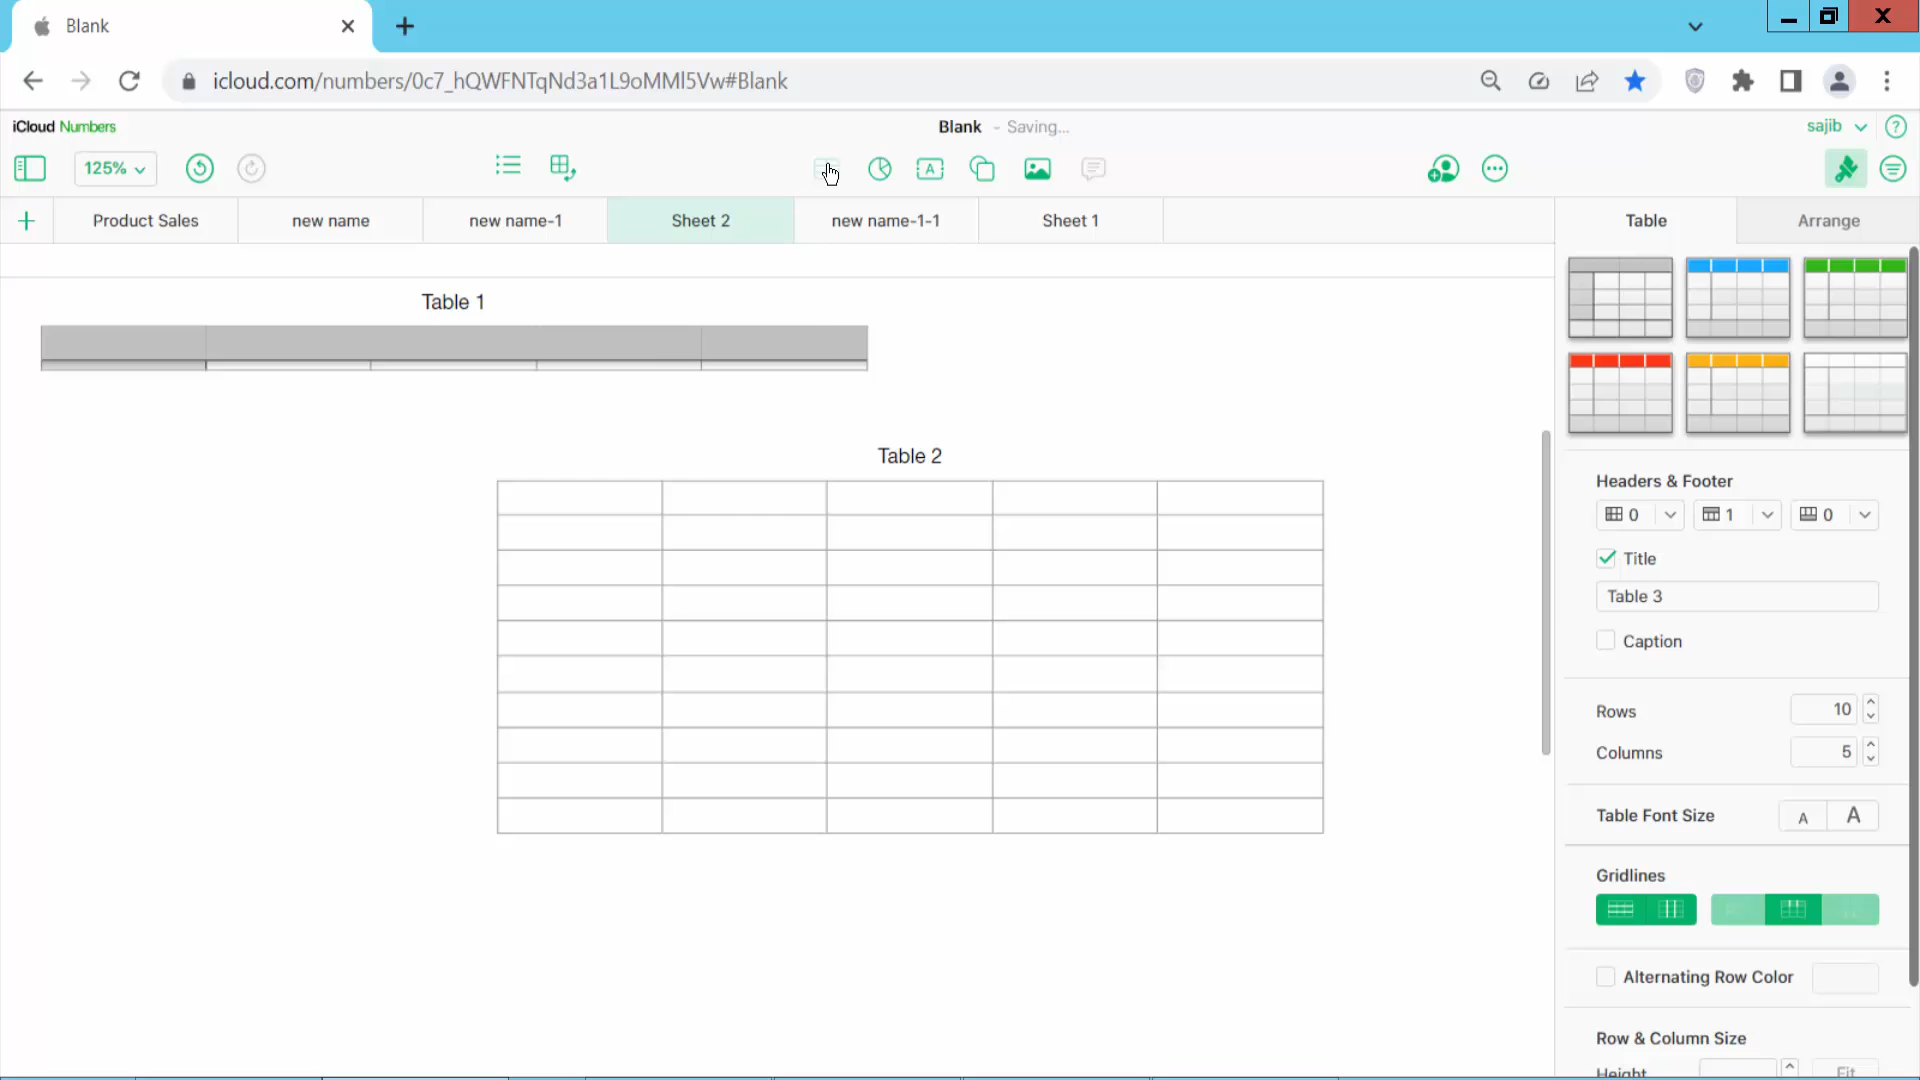 Blank
icloud.com/numbers/0c7_hQWFNTqNd3a1L9oMMl5Vw#Blank
iCloud Numbers
Blank - Saving...
sajib
?
125%
A
Product Sales
new name
new name-1
Sheet 2
new name-1-1
Sheet 1
Table
Arrange
Table 1
Table 2
Headers & Footer
0
1
0
Title
Table 3
Caption
Rows
10
Columns
5
Table Font Size
A
A
Gridlines
Alternating Row Color
Row & Column Size
Height
Fit